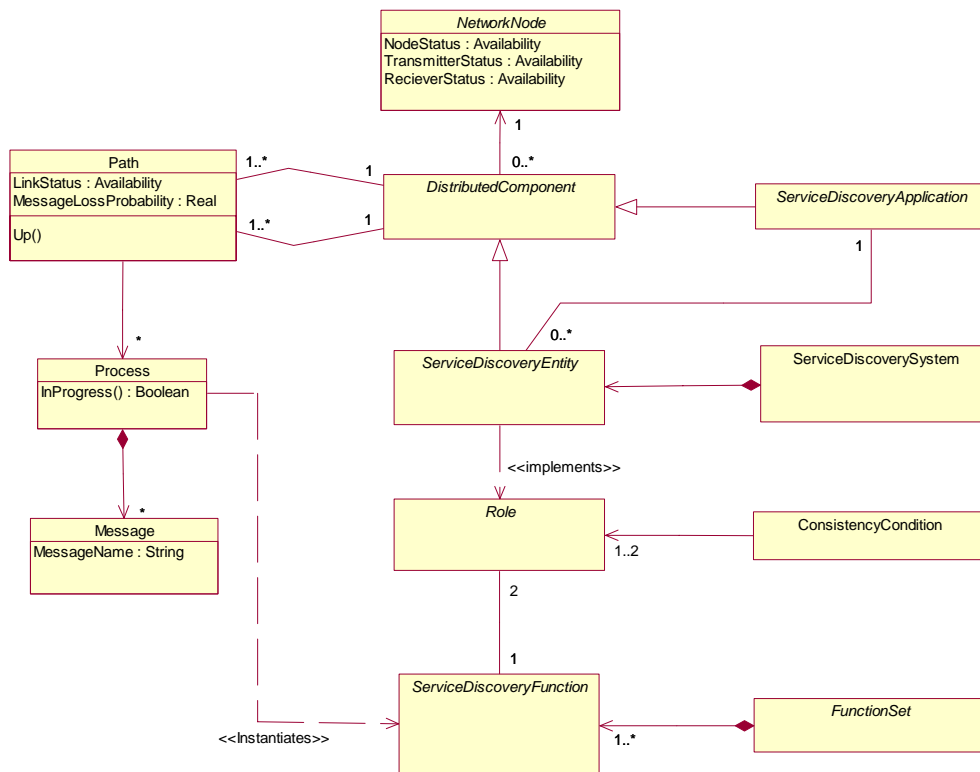 NetworkNode
NodeStatus : Availability
TransmitterStatus : Availability
RecieverStatus : Availability
1
0..*
Path
LinkStatus : Availability
MessageLossProbability : Real
Up()
1..*
1
1..*
1
DistributedComponent
ServiceDiscoveryApplication
1
0..*
*
Process
InProgress() : Boolean
ServiceDiscoveryEntity
ServiceDiscoverySystem
<<implements>>
*
Message
MessageName : String
Role
1..2
ConsistencyCondition
2
1
ServiceDiscoveryFunction
<<Instantiates>>
1..*
FunctionSet